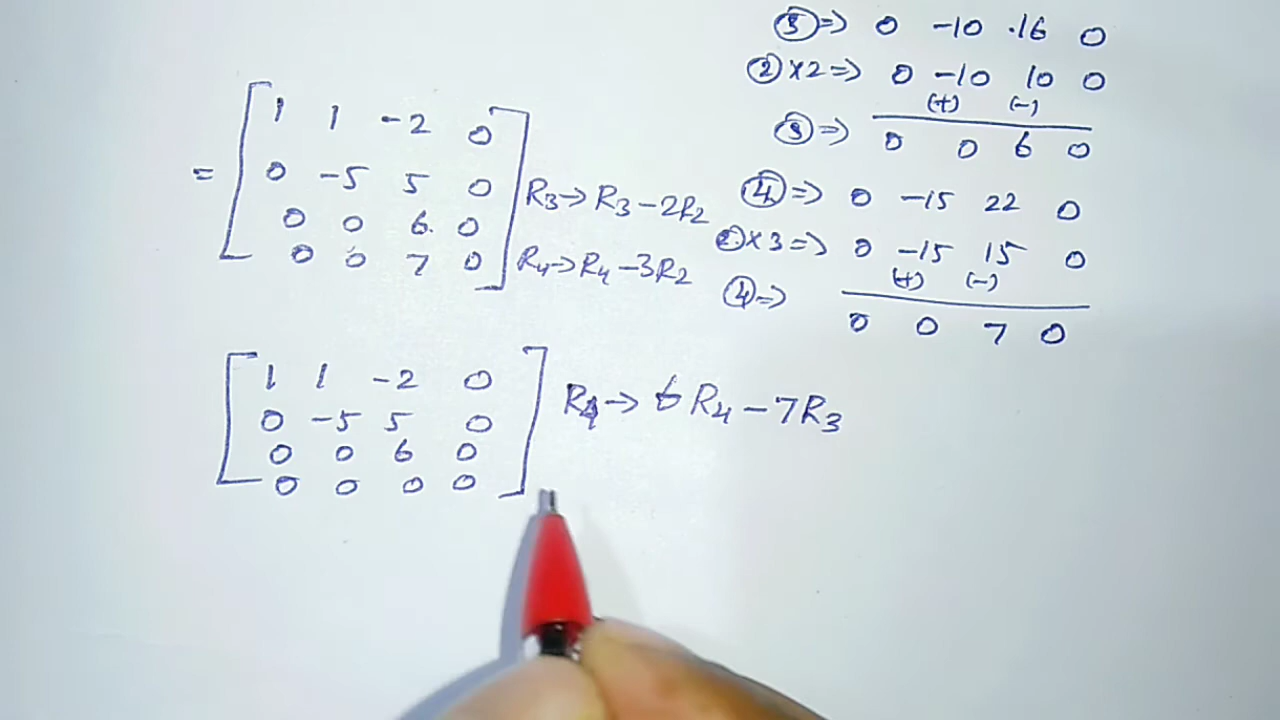 ③⇒ 0 -10 ·16 0
②×2⇒ 0 -10 10 0
(+) (-)
③⇒ 0 0 6 0
④⇒ 0 -15 22 0
②×3⇒ 0 -15 15 0
(+) (-)
④⇒
0 0 7 0
1 1 -2 0
= 0 -5 5 0 R3→R3-2R2
0 0 6. 0
0 0 7 0 R4→R4-3R2
1 1 -2 0 R4→6R4-7R3
0 -5 5 0
0 0 6 0
0 0 0 0